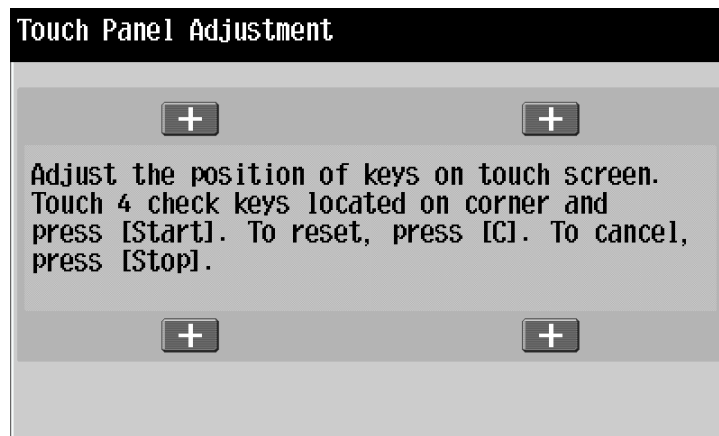 Touch Panel Adjustment
+ +
Adjust the position of keys on touch screen.
Touch 4 check keys located on corner and
press [Start]. To reset, press [C]. To cancel,
press [Stop].
+ +